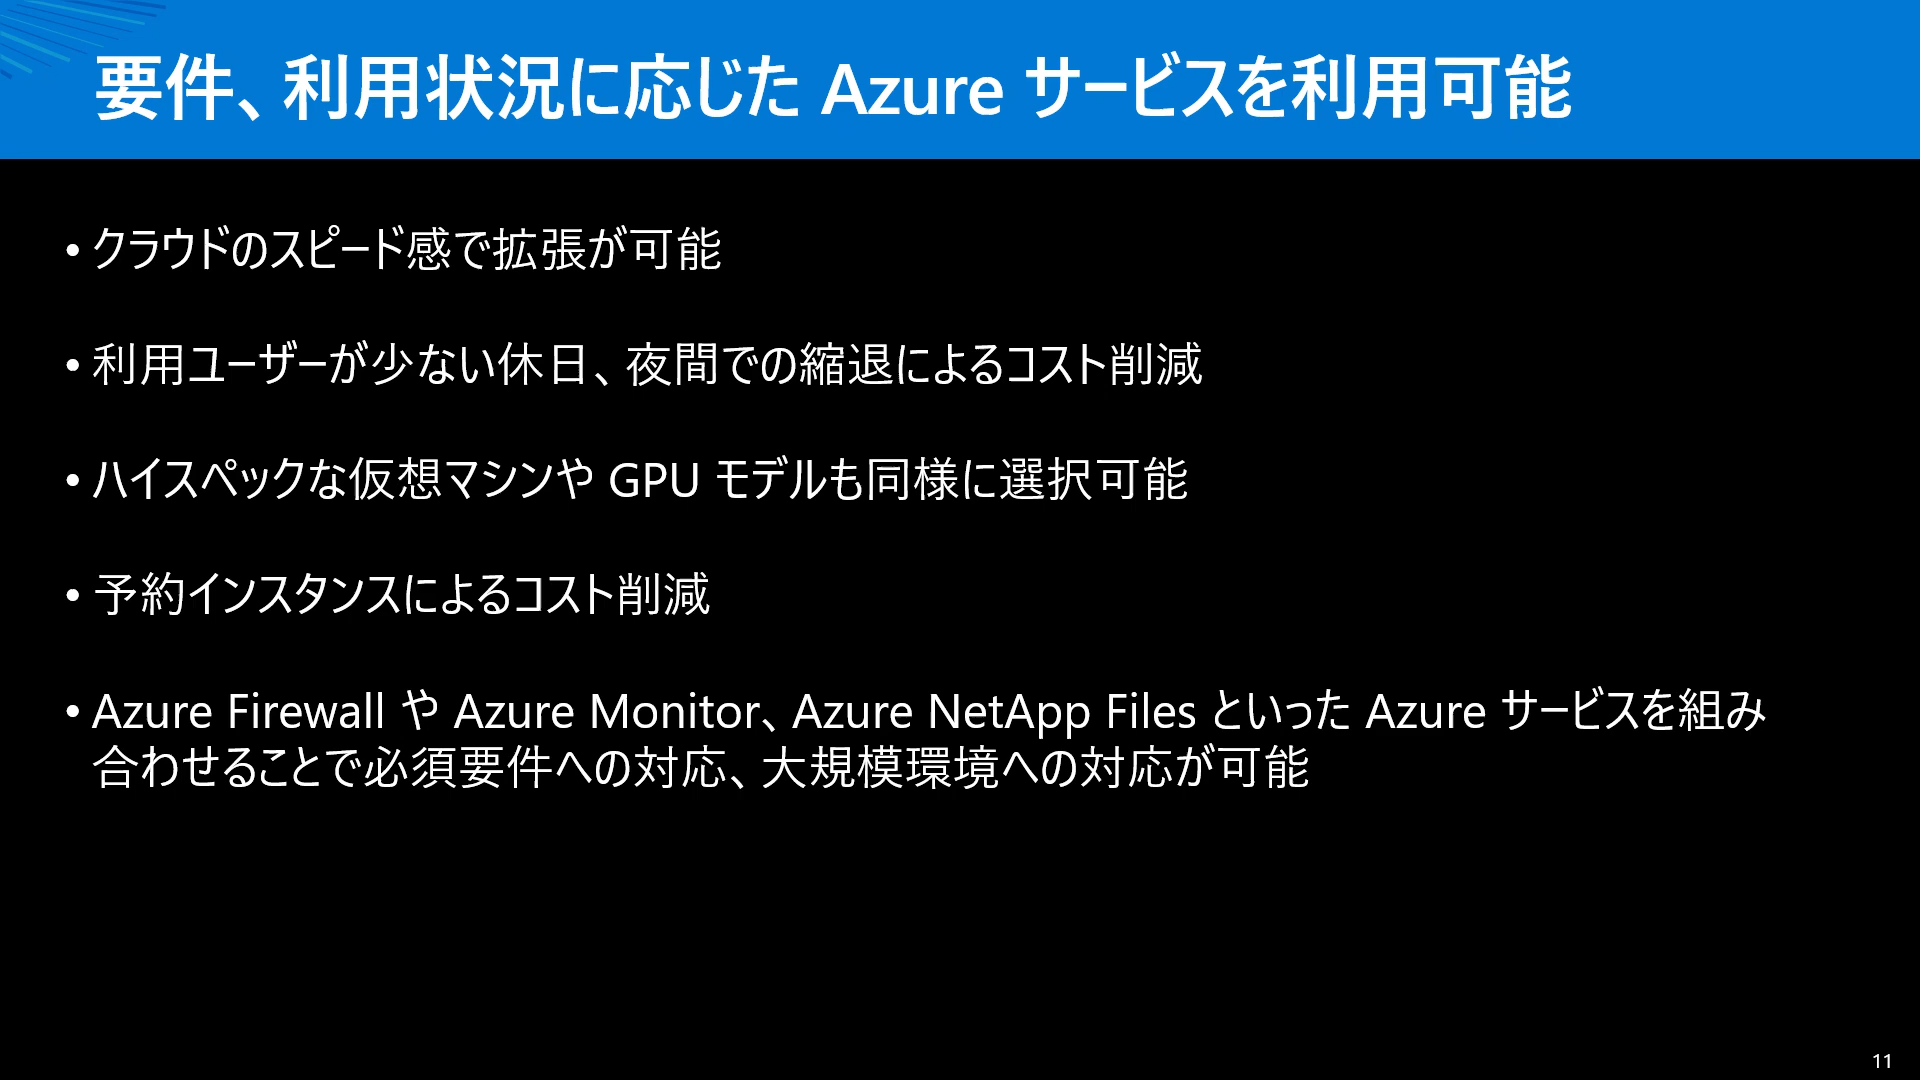 要件、利用状況に応じた Azure サービスを利用可能
• クラウドのスピード感で拡張が可能
• 利用ユーザーが少ない休日、夜間での縮退によるコスト削減
• ハイスペックな仮想マシンや GPU モデルも同様に選択可能
• 予約インスタンスによるコスト削減
• Azure Firewall や Azure Monitor、Azure NetApp Files といった Azure サービスを組み
合わせることで必須要件への対応、大規模環境への対応が可能
11